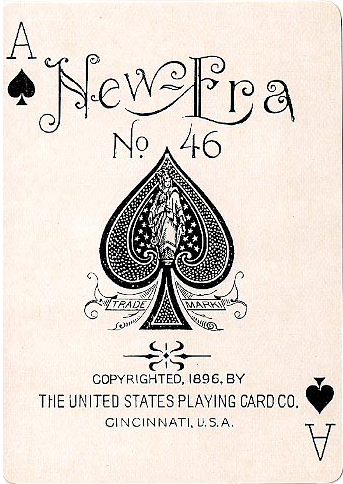 A
New-Era
No 46
TRADE MARK
COPYRIGHTED, 1896, BY
THE UNITED STATES PLAYING CARD CO.
CINCINNATI, U.S.A.
A